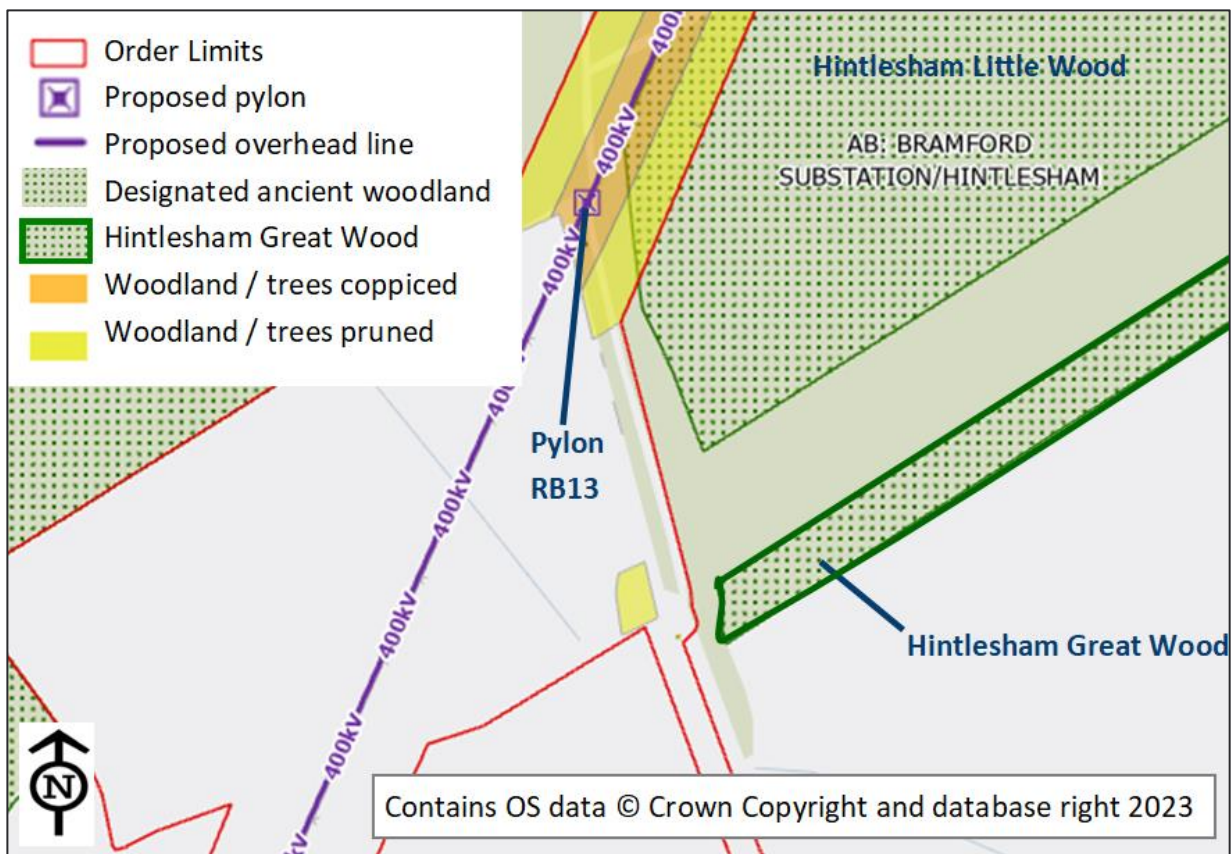 Order Limits
Proposed pylon
Proposed overhead line
Designated ancient woodland
Hintlesham Great Wood
Woodland / trees coppiced
Woodland / trees pruned
Hintlesham Little Wood
AB: BRAMFORD
SUBSTATION/HINTLESHAM
400kV
400kV
400kV
Pylon
RB13
400kV
400kV
400kV
400kV
Hintlesham Great Wood
N
Contains OS data © Crown Copyright and database right 2023